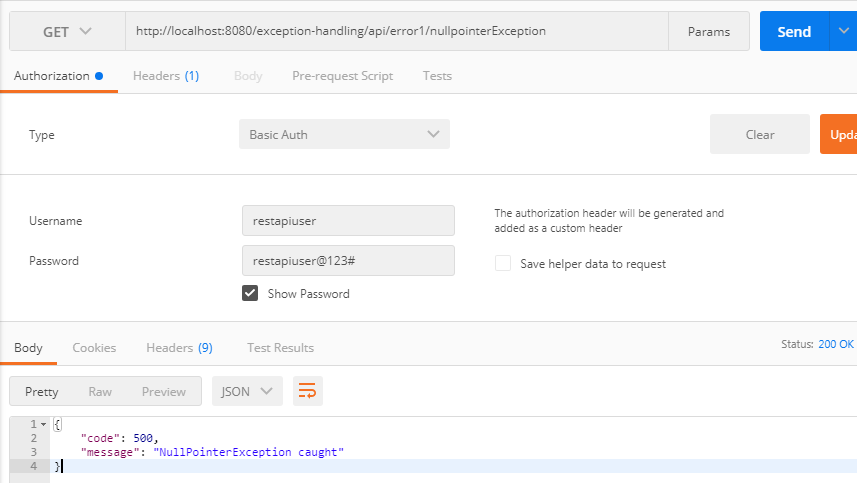 GET http://localhost:8080/exception-handling/api/error1/nullpointerException Params Send
Authorization Headers (1) Body Pre-request Script Tests
Type Basic Auth Clear Upda
Username restapiuser The authorization header will be generated and
added as a custom header
Password restapiuser@123# Save helper data to request
Show Password
Body Cookies Headers (9) Test Results Status: 200 OK
Pretty Raw Preview JSON
1 {
2 "code": 500,
3 "message": "NullPointerException caught"
4 }